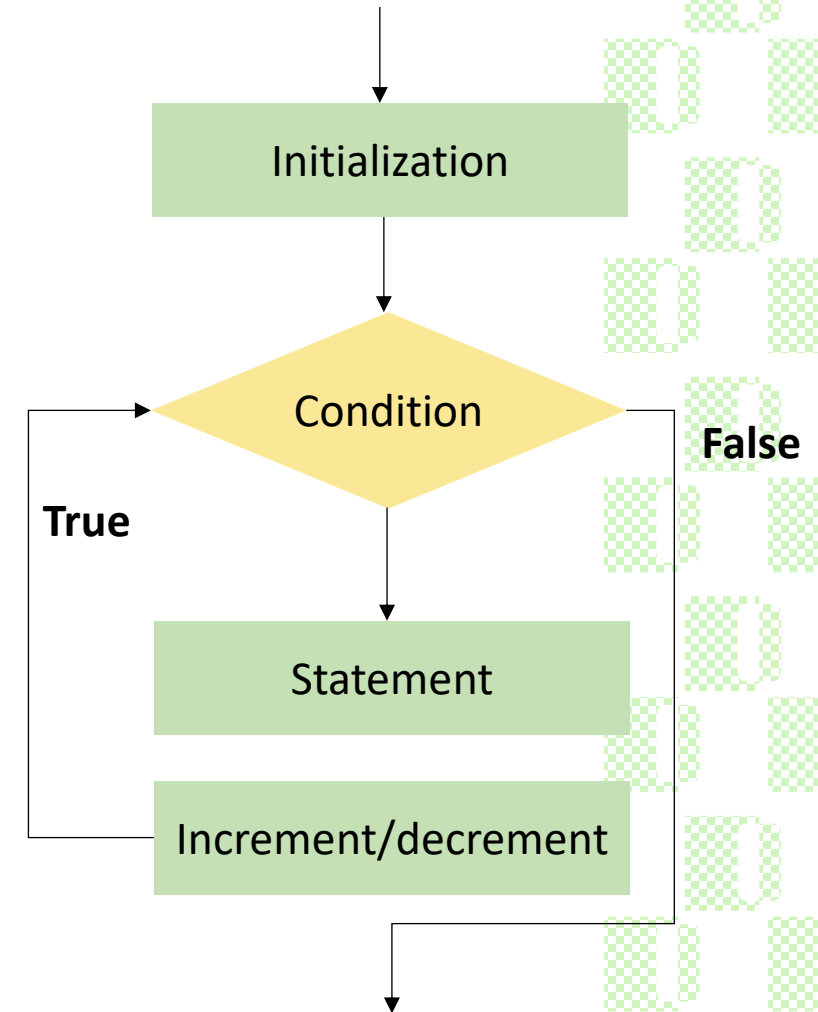 Initialization
Condition
False
True
Statement
Increment/decrement